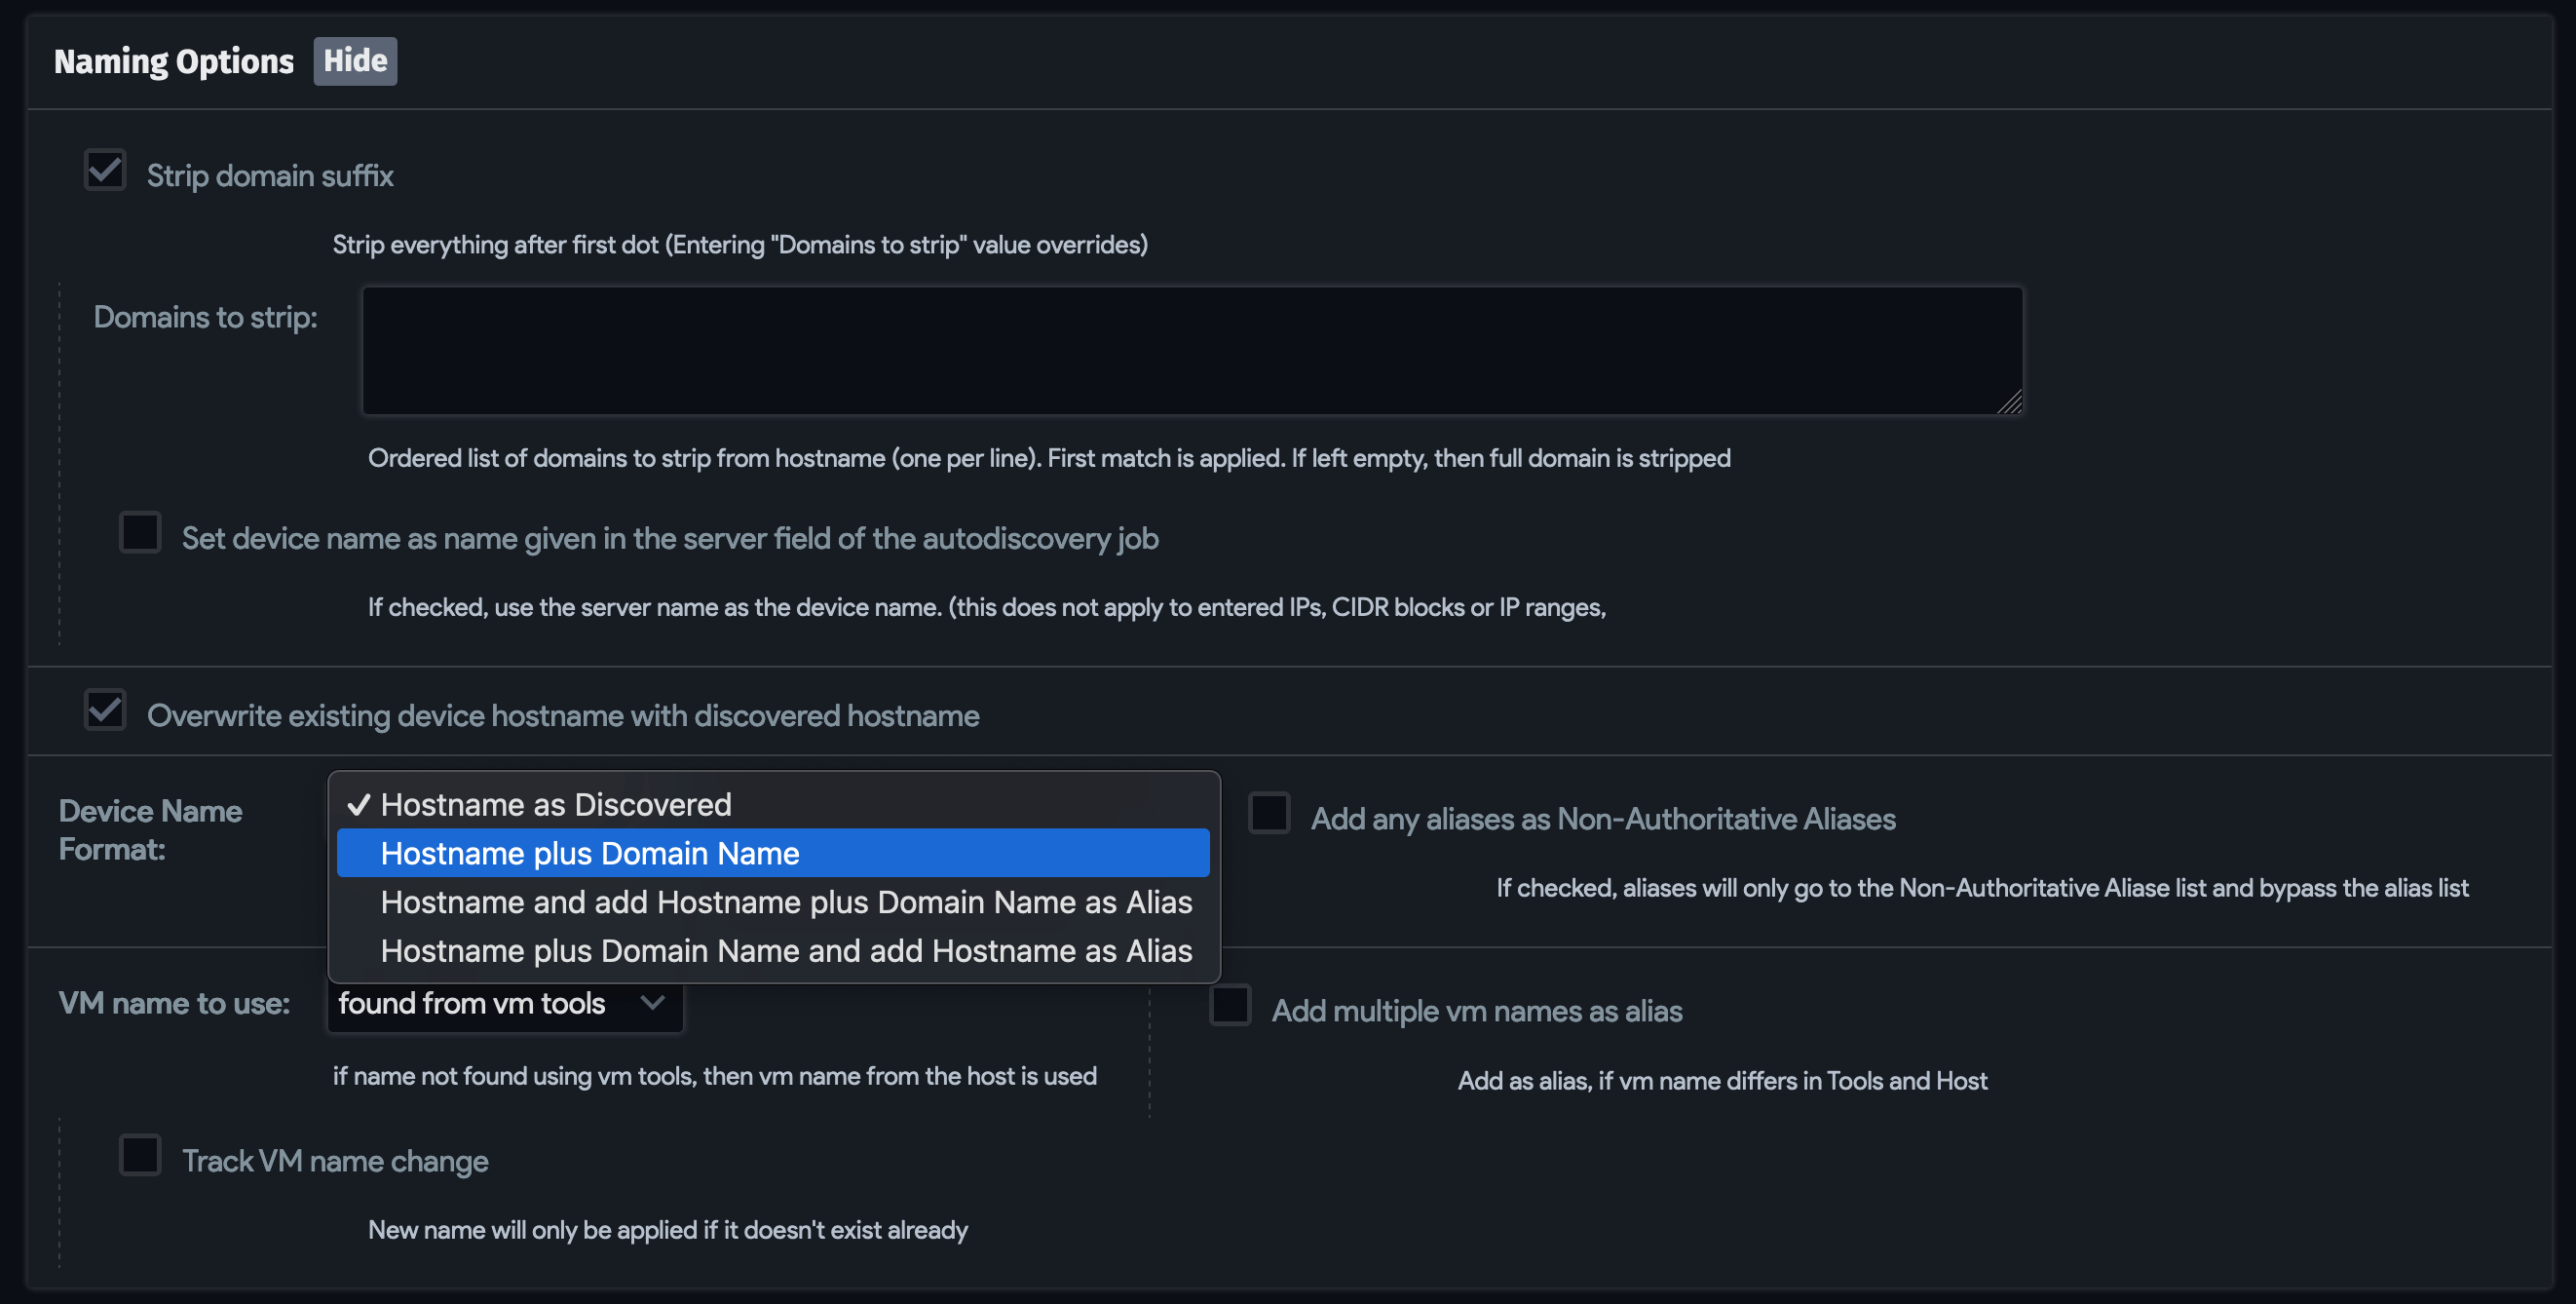 Naming Options Hide
Strip domain suffix
Strip everything after first dot (Entering "Domains to strip" value overrides)
Domains to strip:
Ordered list of domains to strip from hostname (one per line). First match is applied. If left empty, then full domain is stripped
Set device name as name given in the server field of the autodiscovery job
If checked, use the server name as the device name. (this does not apply to entered IPs, CIDR blocks or IP ranges,
Overwrite existing device hostname with discovered hostname
Device Name
Format:
✓ Hostname as Discovered
Hostname plus Domain Name
Hostname and add Hostname plus Domain Name as Alias
Hostname plus Domain Name and add Hostname as Alias
Add any aliases as Non-Authoritative Aliases
If checked, aliases will only go to the Non-Authoritative Aliase list and bypass the alias list
VM name to use:
found from vm tools
if name not found using vm tools, then vm name from the host is used
Add multiple vm names as alias
Add as alias, if vm name differs in Tools and Host
Track VM name change
New name will only be applied if it doesn't exist already